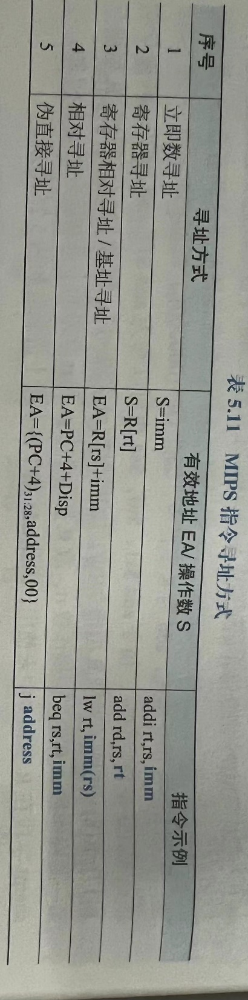 表 5.11 MIPS 指令寻址方式
序号 寻址方式 有效地址 EA/ 操作数 S 指令示例
1 立即数寻址 S=imm addi rt,rs, imm
2 寄存器寻址 S=R[rt] add rd,rs, rt
3 寄存器相对寻址 / 基址寻址 EA=R[rs]+imm lw rt, imm(rs)
4 相对寻址 EA=PC+4+Disp beq rs,rt, imm
5 伪直接寻址 EA={(PC+4)31:28,address,00} j address